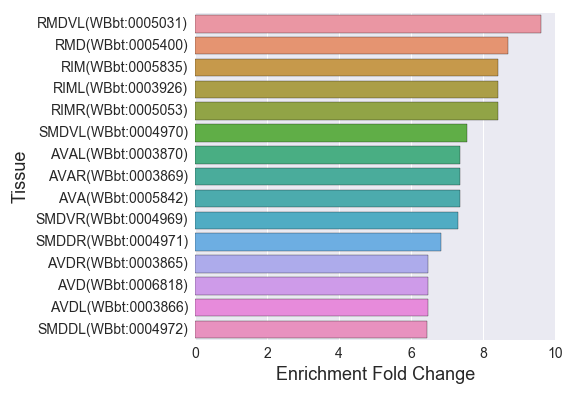 RMDVL(WBbt:0005031)
RMD(WBbt:0005400)
RIM(WBbt:0005835)
RIML(WBbt:0003926)
RIMR(WBbt:0005053)
SMDVL(WBbt:0004970)
AVAL(WBbt:0003870)
AVAR(WBbt:0003869)
AVA(WBbt:0005842)
SMDVR(WBbt:0004969)
SMDDR(WBbt:0004971)
AVDR(WBbt:0003865)
AVD(WBbt:0006818)
AVDL(WBbt:0003866)
SMDDL(WBbt:0004972)
Tissue
0 2 4 6 8 10
Enrichment Fold Change